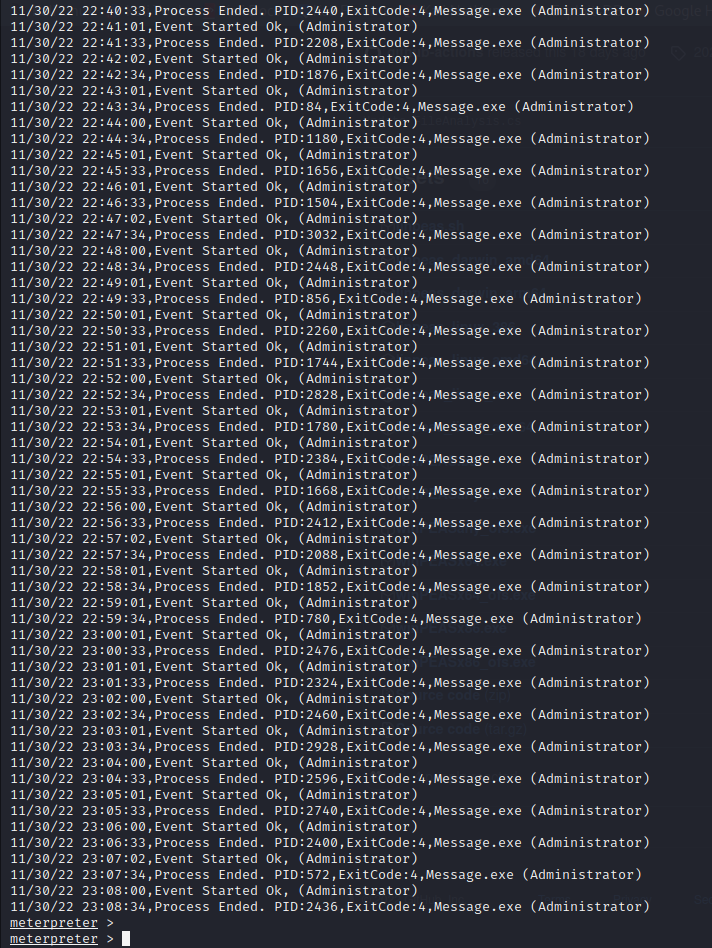 11/30/22 22:40:33,Process Ended. PID:2440,ExitCode:4,Message.exe (Administrator)
11/30/22 22:41:01,Event Started Ok, (Administrator)
11/30/22 22:41:33,Process Ended. PID:2208,ExitCode:4,Message.exe (Administrator)
11/30/22 22:42:02,Event Started Ok, (Administrator)
11/30/22 22:42:34,Process Ended. PID:1876,ExitCode:4,Message.exe (Administrator)
11/30/22 22:43:01,Event Started Ok, (Administrator)
11/30/22 22:43:34,Process Ended. PID:84,ExitCode:4,Message.exe (Administrator)
11/30/22 22:44:00,Event Started Ok, (Administrator)
11/30/22 22:44:34,Process Ended. PID:1180,ExitCode:4,Message.exe (Administrator)
11/30/22 22:45:01,Event Started Ok, (Administrator)
11/30/22 22:45:33,Process Ended. PID:1656,ExitCode:4,Message.exe (Administrator)
11/30/22 22:46:01,Event Started Ok, (Administrator)
11/30/22 22:46:33,Process Ended. PID:1504,ExitCode:4,Message.exe (Administrator)
11/30/22 22:47:02,Event Started Ok, (Administrator)
11/30/22 22:47:34,Process Ended. PID:3032,ExitCode:4,Message.exe (Administrator)
11/30/22 22:48:00,Event Started Ok, (Administrator)
11/30/22 22:48:34,Process Ended. PID:2448,ExitCode:4,Message.exe (Administrator)
11/30/22 22:49:01,Event Started Ok, (Administrator)
11/30/22 22:49:33,Process Ended. PID:856,ExitCode:4,Message.exe (Administrator)
11/30/22 22:50:01,Event Started Ok, (Administrator)
11/30/22 22:50:33,Process Ended. PID:2260,ExitCode:4,Message.exe (Administrator)
11/30/22 22:51:01,Event Started Ok, (Administrator)
11/30/22 22:51:33,Process Ended. PID:1744,ExitCode:4,Message.exe (Administrator)
11/30/22 22:52:00,Event Started Ok, (Administrator)
11/30/22 22:52:34,Process Ended. PID:2828,ExitCode:4,Message.exe (Administrator)
11/30/22 22:53:01,Event Started Ok, (Administrator)
11/30/22 22:53:34,Process Ended. PID:1780,ExitCode:4,Message.exe (Administrator)
11/30/22 22:54:01,Event Started Ok, (Administrator)
11/30/22 22:54:33,Process Ended. PID:2384,ExitCode:4,Message.exe (Administrator)
11/30/22 22:55:01,Event Started Ok, (Administrator)
11/30/22 22:55:33,Process Ended. PID:1668,ExitCode:4,Message.exe (Administrator)
11/30/22 22:56:00,Event Started Ok, (Administrator)
11/30/22 22:56:33,Process Ended. PID:2412,ExitCode:4,Message.exe (Administrator)
11/30/22 22:57:02,Event Started Ok, (Administrator)
11/30/22 22:57:34,Process Ended. PID:2088,ExitCode:4,Message.exe (Administrator)
11/30/22 22:58:01,Event Started Ok, (Administrator)
11/30/22 22:58:34,Process Ended. PID:1852,ExitCode:4,Message.exe (Administrator)
11/30/22 22:59:01,Event Started Ok, (Administrator)
11/30/22 22:59:34,Process Ended. PID:780,ExitCode:4,Message.exe (Administrator)
11/30/22 23:00:01,Event Started Ok, (Administrator)
11/30/22 23:00:33,Process Ended. PID:2476,ExitCode:4,Message.exe (Administrator)
11/30/22 23:01:01,Event Started Ok, (Administrator)
11/30/22 23:01:33,Process Ended. PID:2324,ExitCode:4,Message.exe (Administrator)
11/30/22 23:02:00,Event Started Ok, (Administrator)
11/30/22 23:02:34,Process Ended. PID:2460,ExitCode:4,Message.exe (Administrator)
11/30/22 23:03:01,Event Started Ok, (Administrator)
11/30/22 23:03:34,Process Ended. PID:2928,ExitCode:4,Message.exe (Administrator)
11/30/22 23:04:00,Event Started Ok, (Administrator)
11/30/22 23:04:33,Process Ended. PID:2596,ExitCode:4,Message.exe (Administrator)
11/30/22 23:05:01,Event Started Ok, (Administrator)
11/30/22 23:05:33,Process Ended. PID:2740,ExitCode:4,Message.exe (Administrator)
11/30/22 23:06:00,Event Started Ok, (Administrator)
11/30/22 23:06:33,Process Ended. PID:2400,ExitCode:4,Message.exe (Administrator)
11/30/22 23:07:02,Event Started Ok, (Administrator)
11/30/22 23:07:34,Process Ended. PID:572,ExitCode:4,Message.exe (Administrator)
11/30/22 23:08:00,Event Started Ok, (Administrator)
11/30/22 23:08:34,Process Ended. PID:2436,ExitCode:4,Message.exe (Administrator)
meterpreter >
meterpreter >